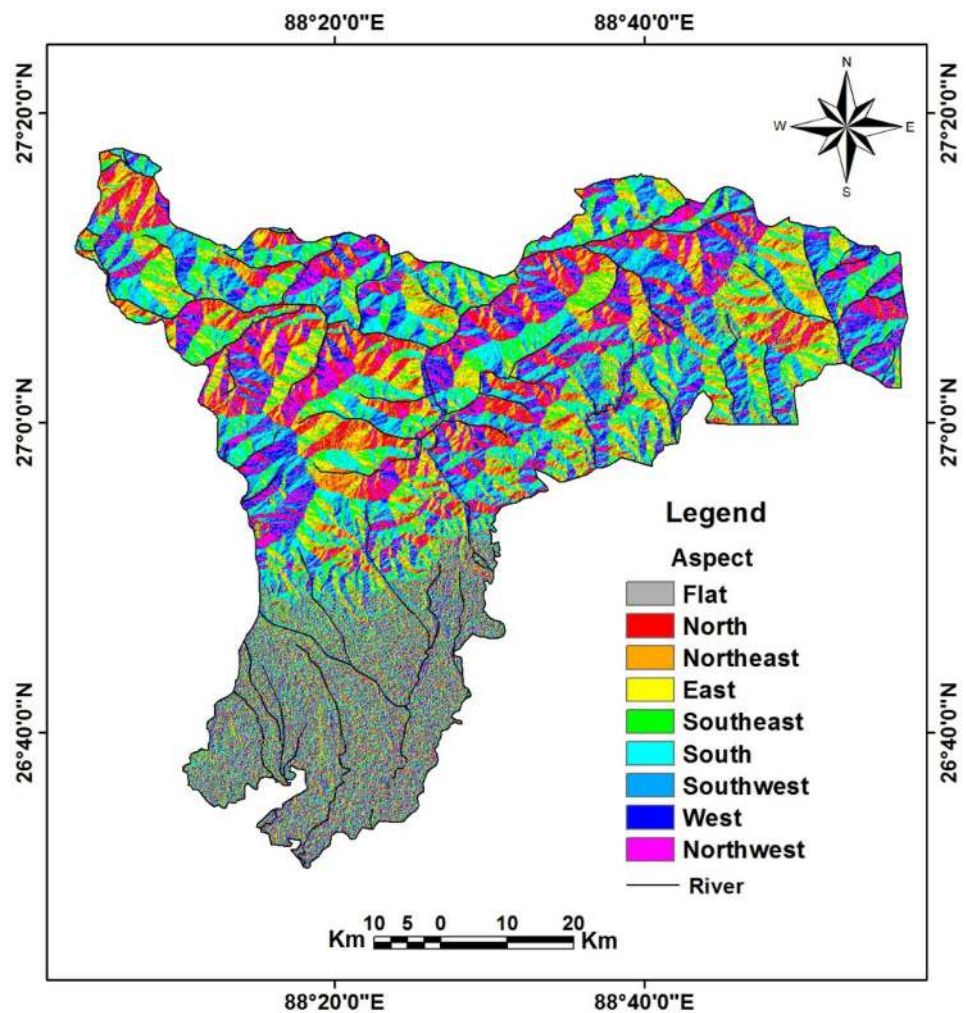 88°20'0"E 88°40'0"E
N
W E
S
27°20'0"N 27°20'0"N
27°0'0"N 27°0'0"N
26°40'0"N 26°40'0"N
Legend
Aspect
Flat
North
Northeast
East
Southeast
South
Southwest
West
Northwest
River
10 5 0 10 20
Km Km
88°20'0"E 88°40'0"E